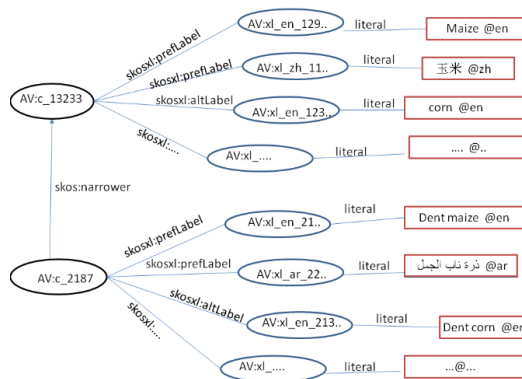 AV:xl_en_129..
literal
Maize @en
skosxl:prefLabel
AV:xl_zh_11..
literal
玉米 @zh
skosxl:prefLabel
AV:c_13233
skosxl:altLabel
AV:xl_en_123..
literal
corn @en
skosxl:....
AV:xl_....
literal
.... @..
skos:narrower
skosxl:prefLabel
AV:xl_en_21..
literal
Dent maize @en
AV:c_2187
skosxl:prefLabel
AV:xl_ar_22..
literal
ذرة ناب الجمل @ar
skosxl:altLabel
AV:xl_en_213..
literal
Dent corn @en
skosxl:....
AV:xl_....
literal
...@...